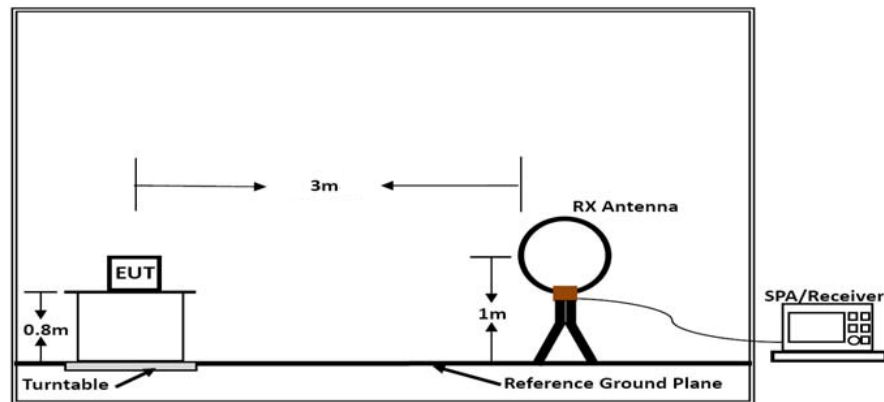 3m
RX Antenna
EUT
SPA/Receiver
0.8m
1m
Turntable
Reference Ground Plane